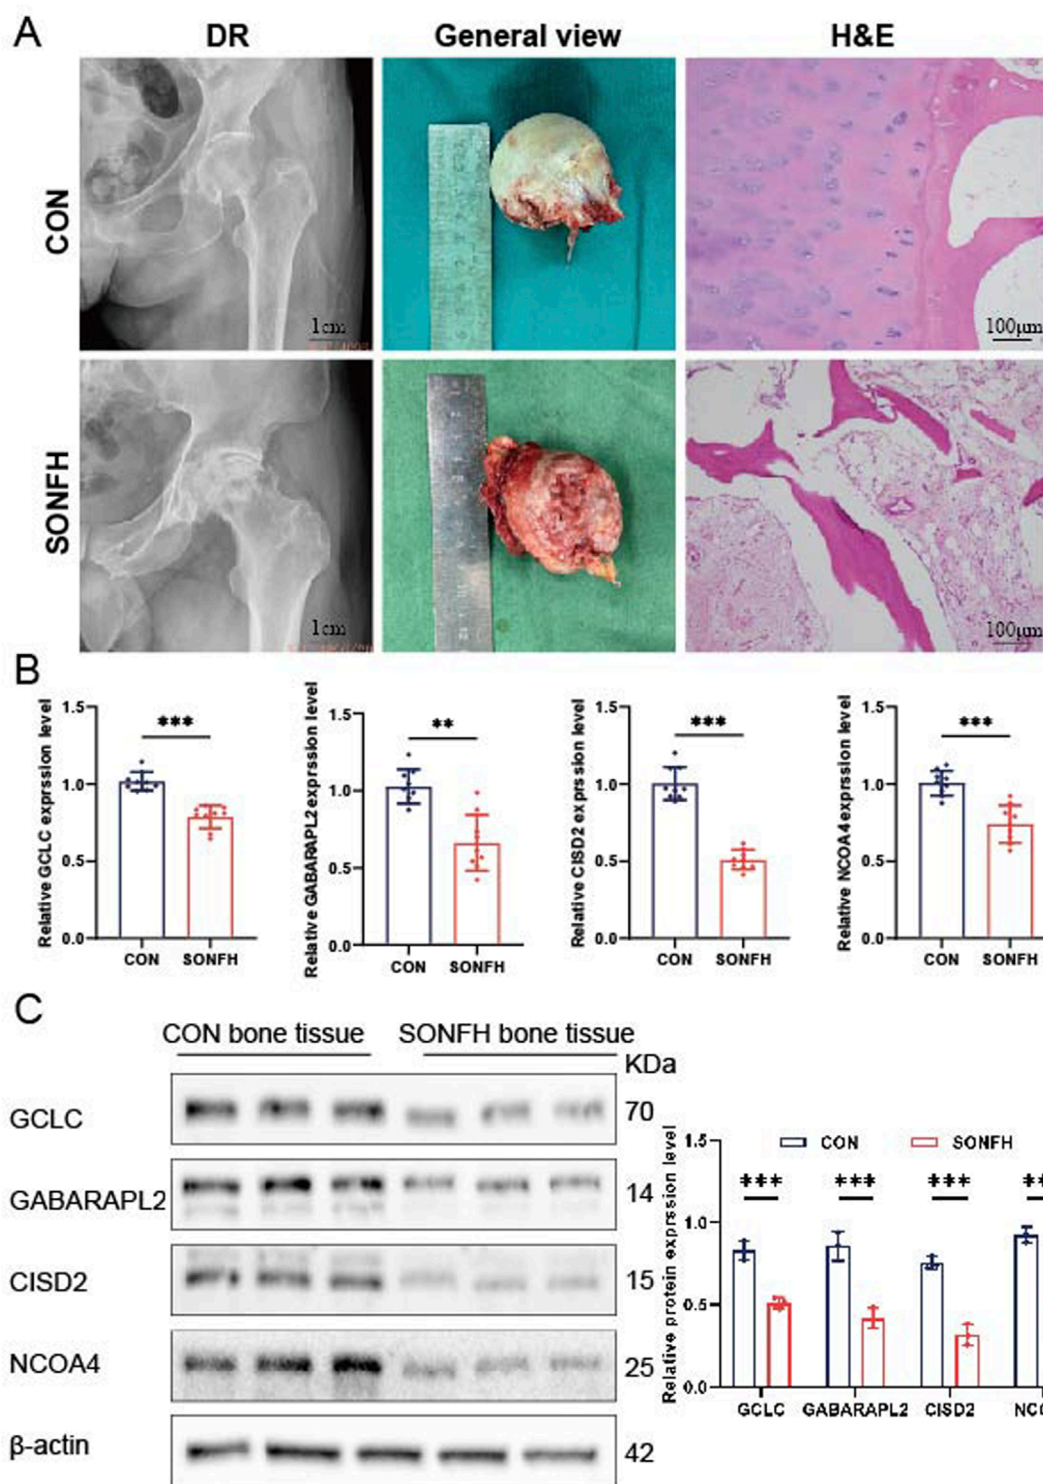 A
DR
General view
H&E
CON
1cm
100μm
SONFH
1cm
100μm
B
Relative GCLC exprssion level
1.5
1.0
0.5
0.0
***
CON
SONFH
Relative GABARAPL2 exprssion level
1.5
1.0
0.5
0.0
**
CON
SONFH
Relative CISD2 exprssion level
1.5
1.0
0.5
0.0
***
CON
SONFH
Relative NCOA4 exprssion level
1.5
1.0
0.5
0.0
***
CON
SONFH
C
CON bone tissue
SONFH bone tissue
KDa
GCLC
70
GABARAPL2
14
CISD2
15
NCOA4
25
β-actin
42
Relative protein exprssion level
1.5
1.0
0.5
0.0
CON
SONFH
***
***
***
**
GCLC
GABARAPL2
CISD2
NCO